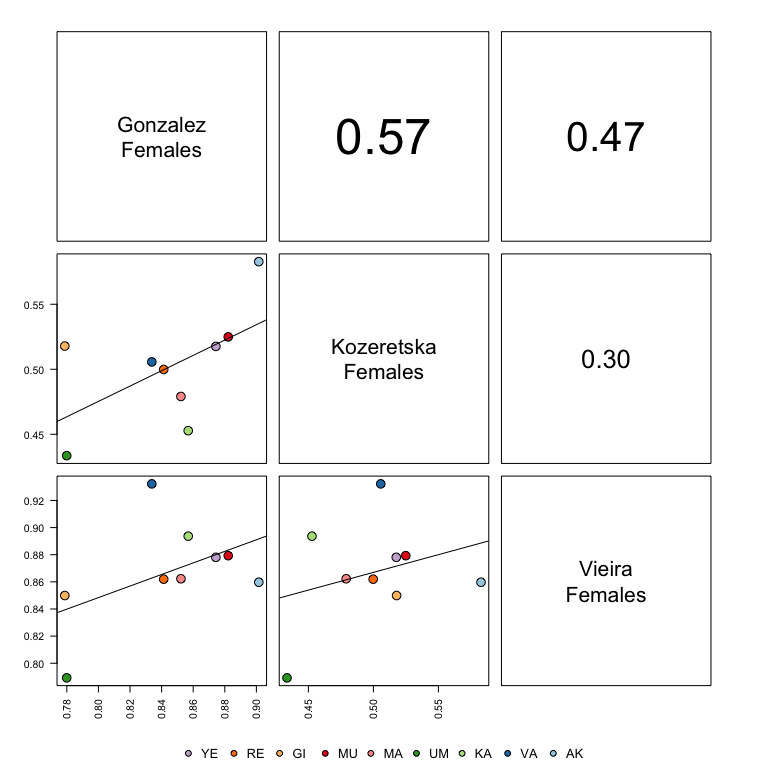 Gonzalez
Females
0.57
0.47
0.55
0.50
0.45
Kozeretska
Females
0.30
0.92
0.90
0.88
0.86
0.84
0.82
0.80
Vieira
Females
0.78 0.80 0.82 0.84 0.86 0.88 0.90
0.45 0.50 0.55
YE RE GI MU MA UM KA VA AK